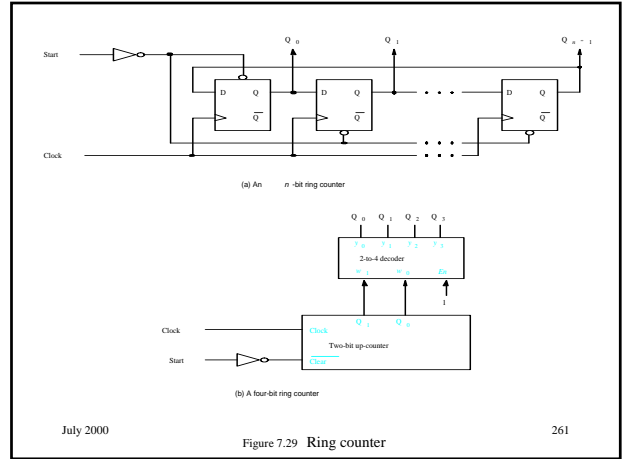 Q 0 Q 1 Q n - 1
Start
D Q D Q D Q
Q Q Q
Clock
(a) An n -bit ring counter
Q 0 Q 1 Q 2 Q 3
y 0 y 1 y 2 y 3
2-to-4 decoder
w 1 w 0 En
1
Q 1 Q 0
Clock Clock
Two-bit up-counter
Start Clear
(b) A four-bit ring counter
July 2000 261
Figure 7.29 Ring counter